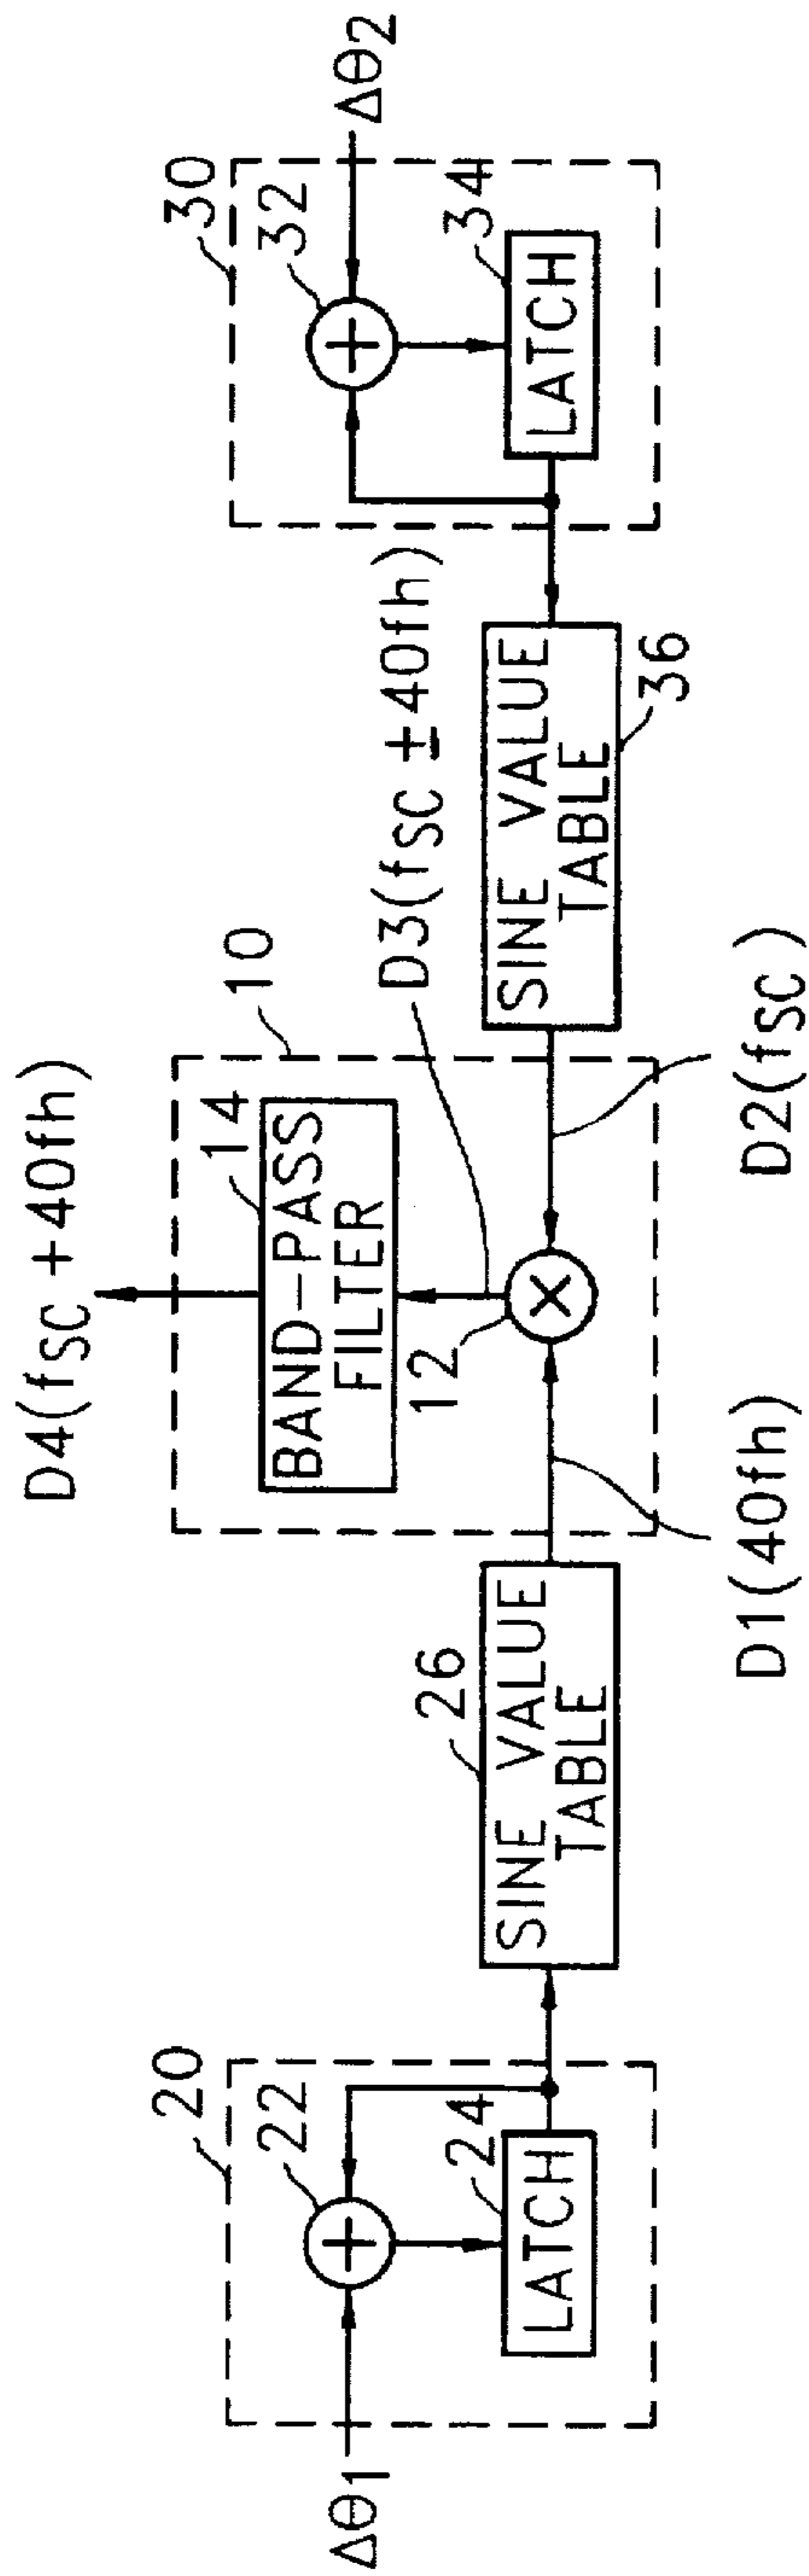 D4(fSC +40fh)
10
14
BAND-PASS
FILTER
D3(fSC ±40fh)
12
20
22
Δθ1
24
LATCH
26
SINE VALUE
TABLE
D1(40fh)
D2(fSC)
SINE VALUE
TABLE
36
30
32
Δθ2
34
LATCH